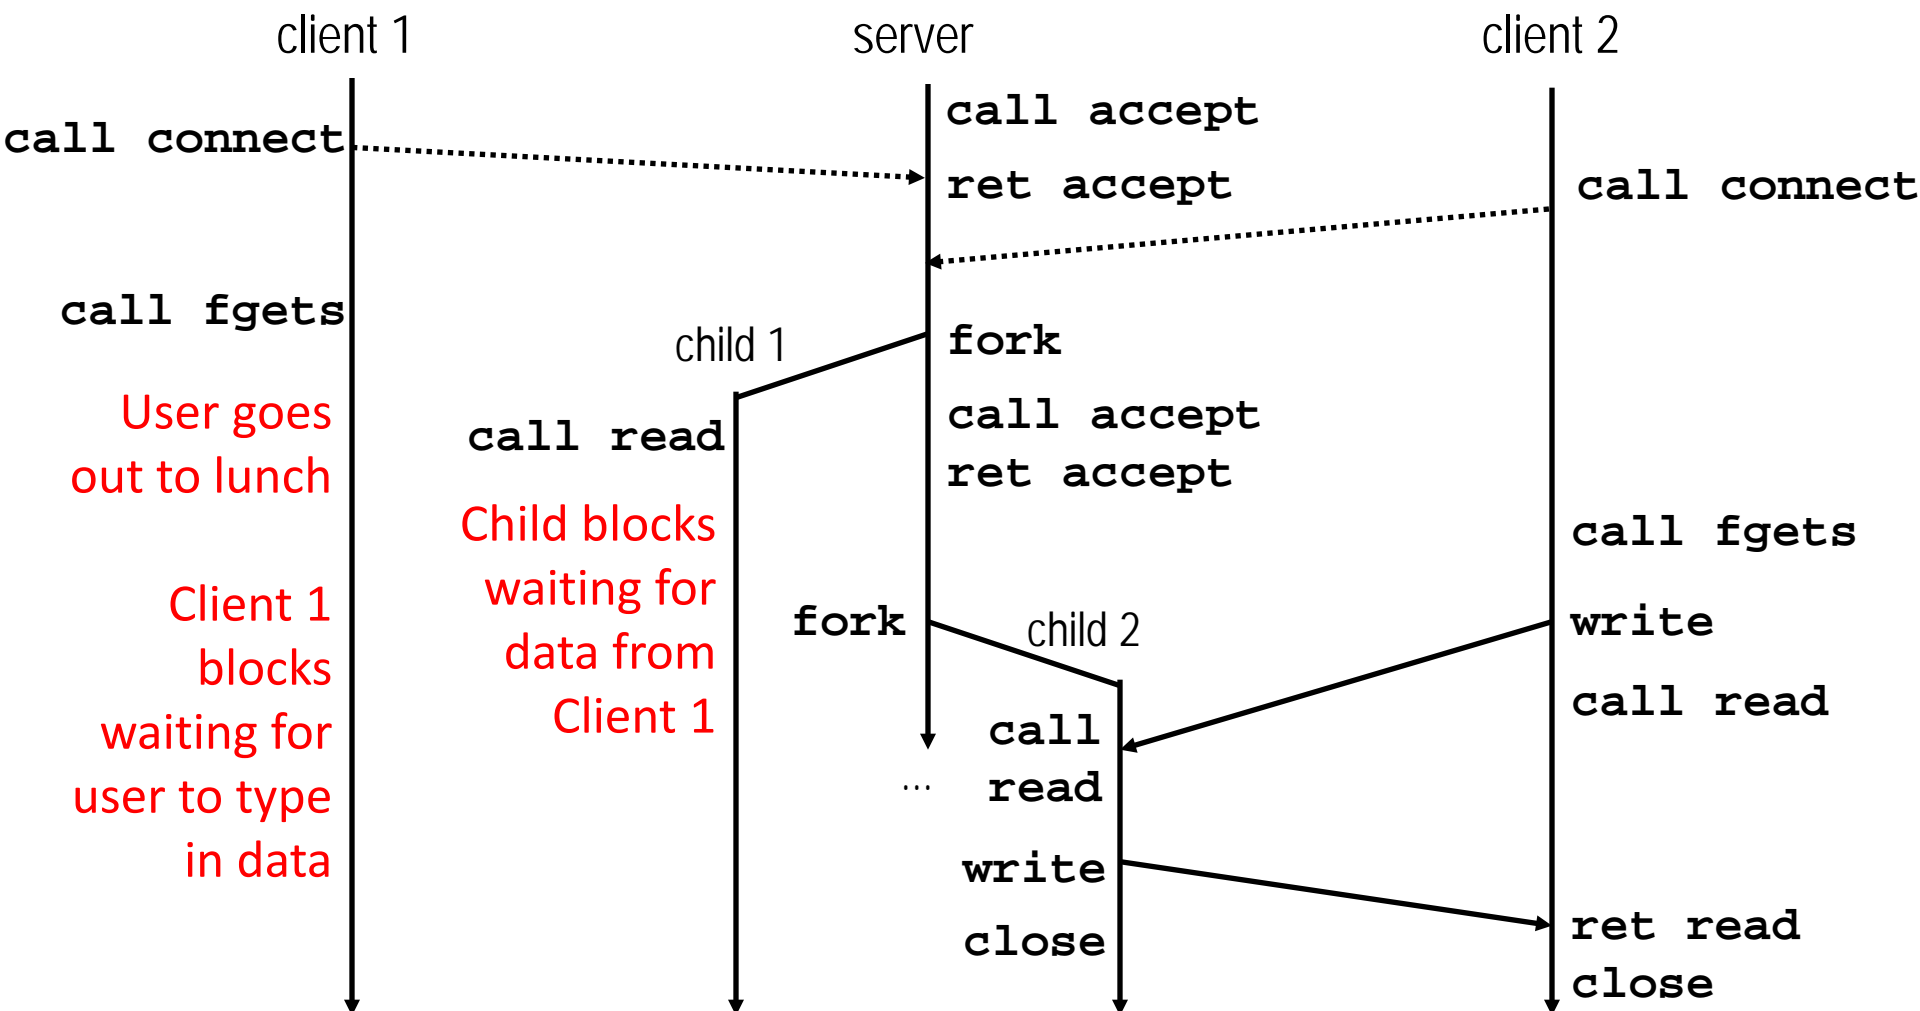 client 1
server
client 2
call connect
call accept
ret accept
call connect
call fgets
child 1
fork
User goes
out to lunch
call read
call accept
ret accept
Child blocks
waiting for
data from
Client 1
call fgets
Client 1
blocks
waiting for
user to type
in data
fork
child 2
write
call read
call
read
...
write
close
ret read
close